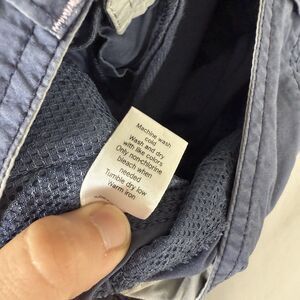 Machine wash
cold
Wash and dry
with like colors
Only non-chlorine
bleach when
needed
Tumble dry low
warm iron